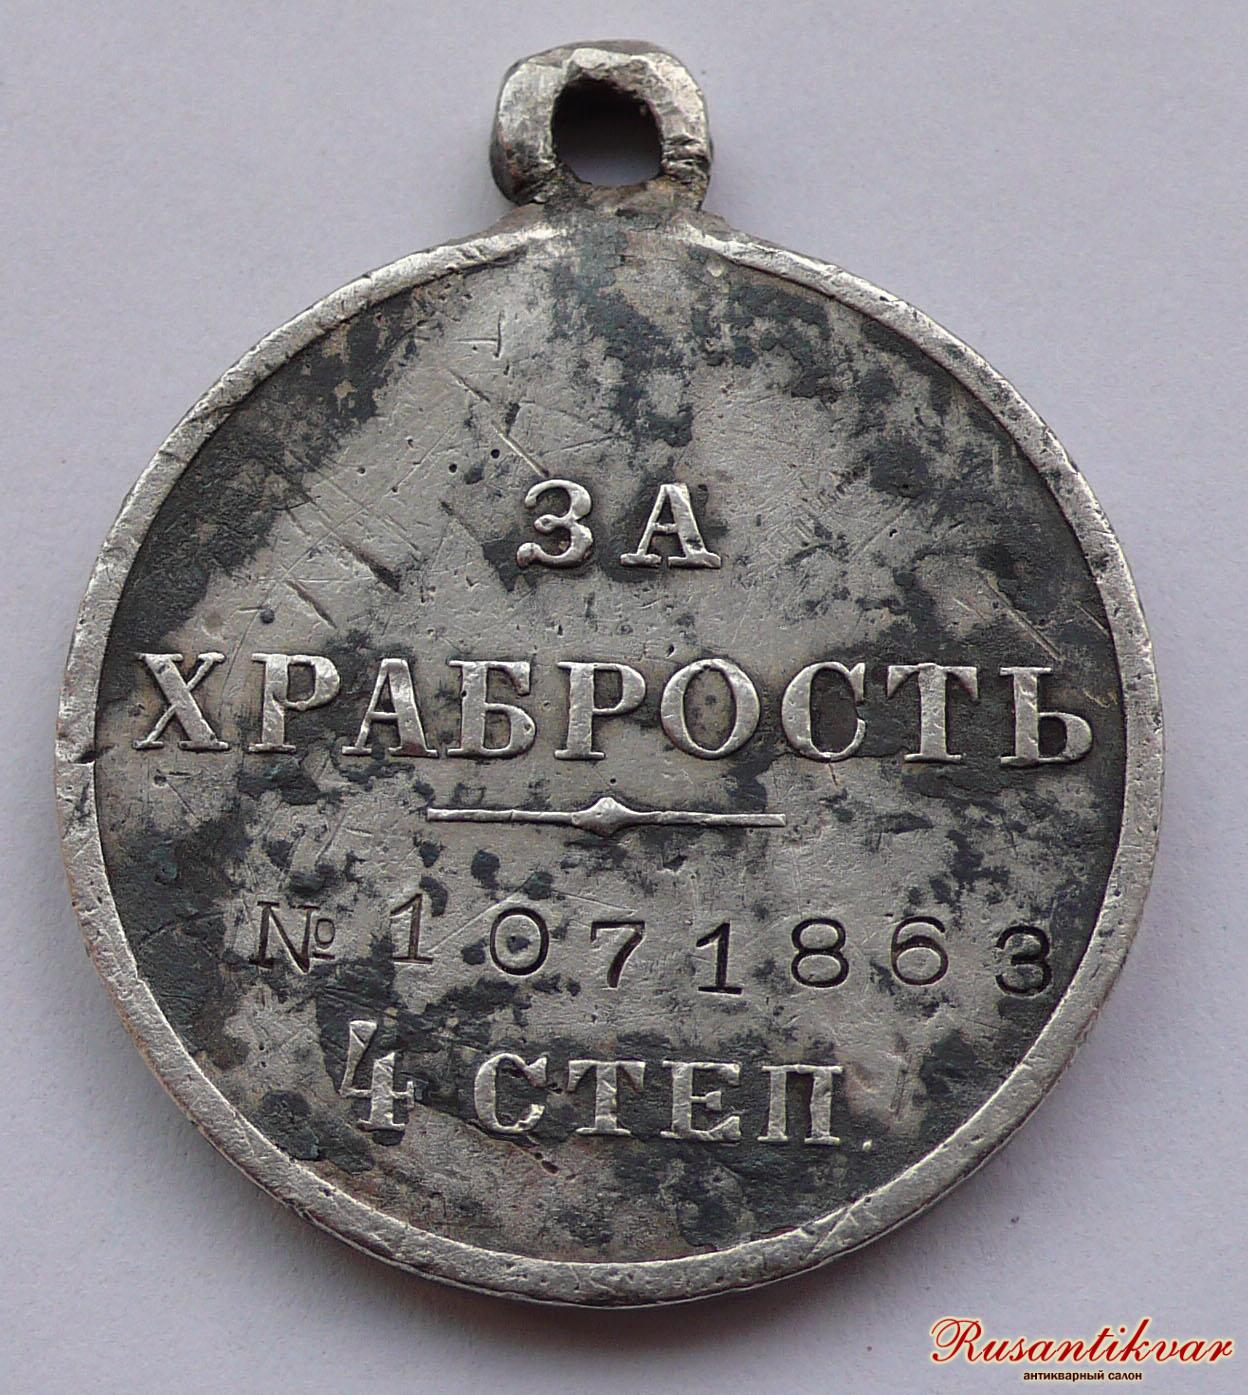 ЗА
ХРАБРОСТЬ
№ 1071863
4 СТЕП.
Rusantikvar
антикварный салон